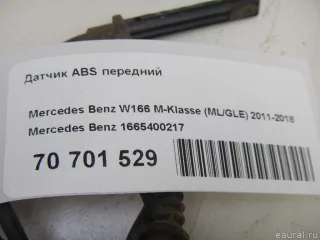 Датчик ABS передний
Mercedes Benz W166 M-Klasse (ML/GLE) 2011-2018
Mercedes Benz 1665400217
70 701 529
eaural.ru